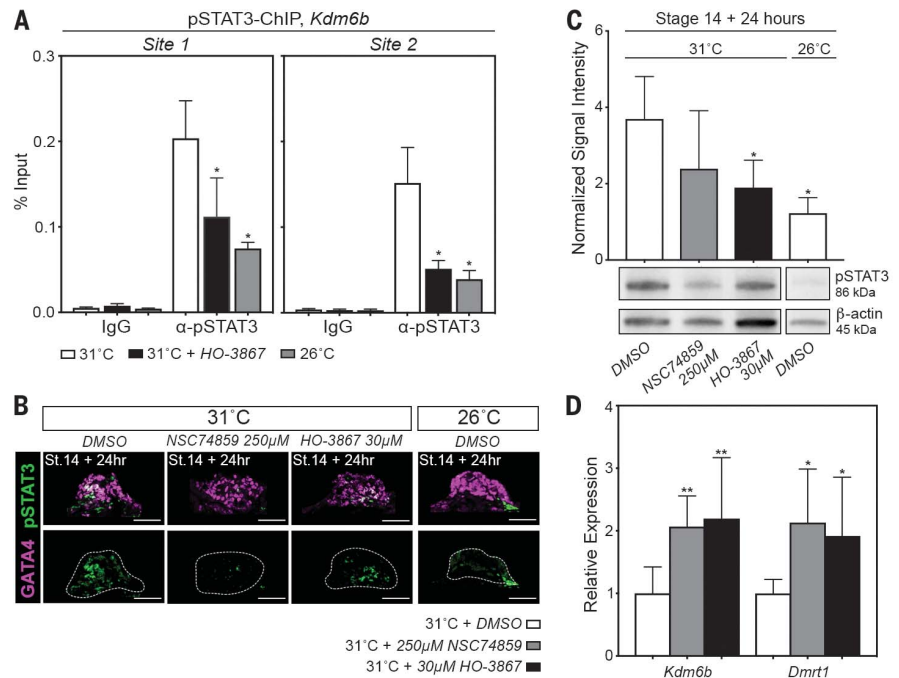 A
pSTAT3-ChIP, Kdm6b
Site 1
Site 2
% Input
0.3
0.2
0.1
0.0
*
*
*
*
IgG
α-pSTAT3
IgG
α-pSTAT3
31˚C
31˚C + HO-3867
26˚C
B
31˚C
26˚C
DMSO
NSC74859 250µM
HO-3867 30µM
DMSO
GATA4 pSTAT3
St.14 + 24hr
St.14 + 24hr
St.14 + 24hr
St.14 + 24hr
C
Stage 14 + 24 hours
31˚C
26˚C
Normalized Signal Intensity
6
4
2
0
*
*
pSTAT3
86 kDa
β-actin
45 kDa
DMSO
NSC74859
250µM
HO-3867
30µM
DMSO
D
Relative Expression
4
3
2
1
0
**
**
*
*
Kdm6b
Dmrt1
31˚C + DMSO
31˚C + 250µM NSC74859
31˚C + 30µM HO-3867